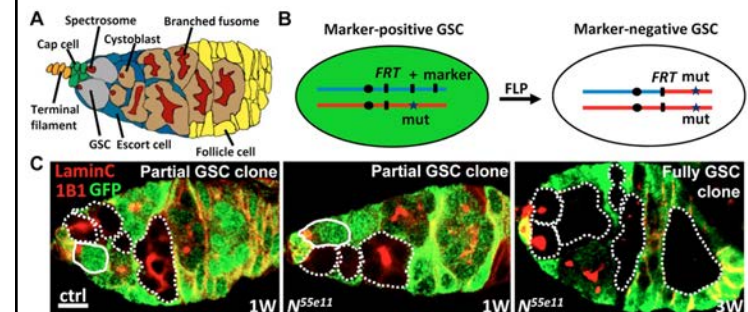 A
Spectrosome
Branched fusome
Cap cell
Cystoblast
Terminal
filament
GSC
Escort cell
Follicle cell
B
Marker-positive GSC
Marker-negative GSC
FRT + marker
mut
FLP
FRT mut
mut
C
LaminC
1B1 GFP
Partial GSC clone
ctrl
1W
Partial GSC clone
N55e11
1W
Fully GSC
clone
N55e11
3W